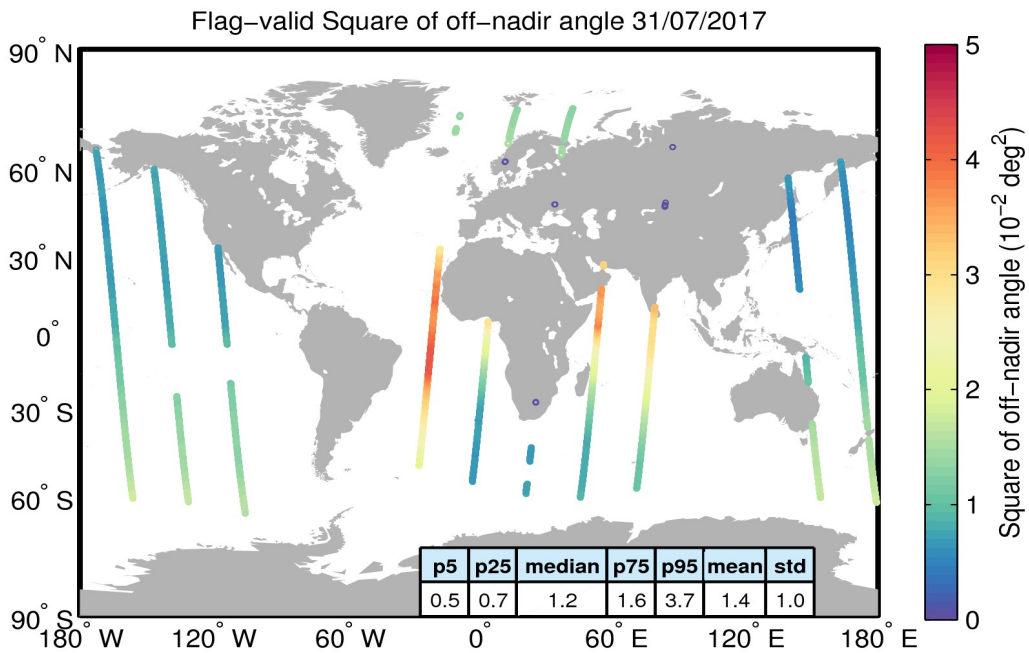 Flag−valid Square of off−nadir angle 31/07/2017
90° N
60° N
30° N
0°
30° S
60° S
90° S
180° W 120° W 60° W 0° 60° E 120° E 180° E
p5 p25 median p75 p95 mean std
0.5 0.7 1.2 1.6 3.7 1.4 1.0
5
4
3
2
1
0
Square of off−nadir angle (10⁻² deg²)